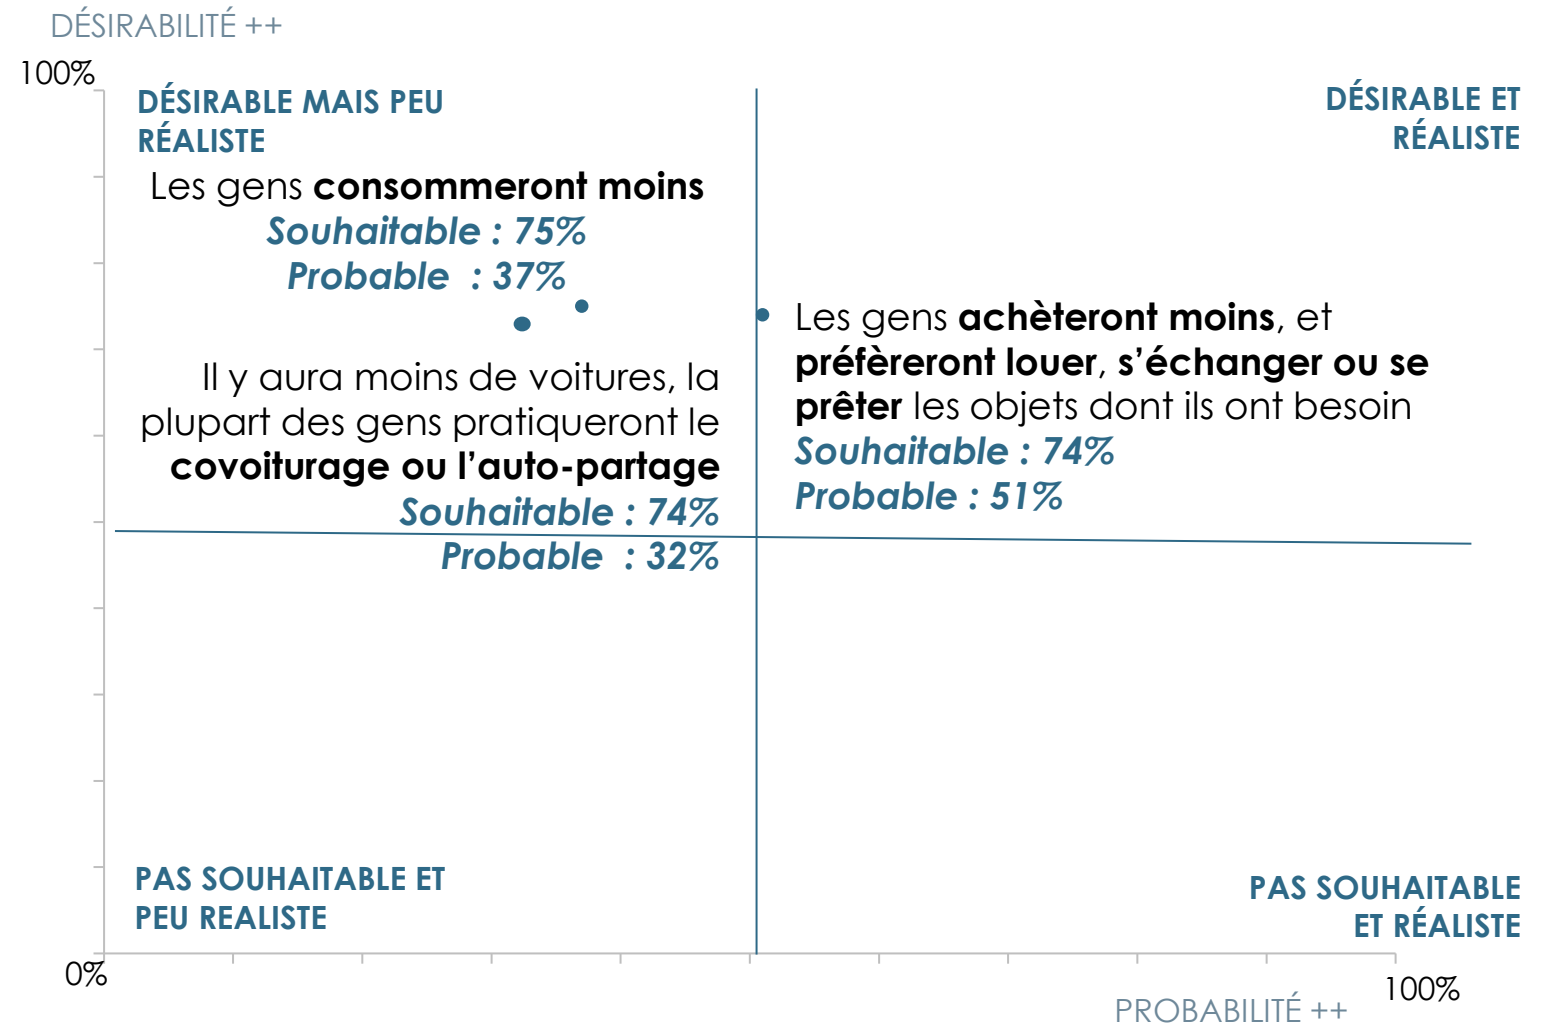 DÉSIRABILITÉ ++
100%
DÉSIRABLE MAIS PEU
RÉALISTE
DÉSIRABLE ET
RÉALISTE
Les gens consommeront moins
Souhaitable : 75%
Probable : 37%
Les gens achèteront moins, et
préfèreront louer, s’échanger ou se
prêter les objets dont ils ont besoin
Souhaitable : 74%
Probable : 51%
Il y aura moins de voitures, la
plupart des gens pratiqueront le
covoiturage ou l’auto-partage
Souhaitable : 74%
Probable : 32%
PAS SOUHAITABLE ET
PEU REALISTE
PAS SOUHAITABLE
ET RÉALISTE
0%
100%
PROBABILITÉ ++